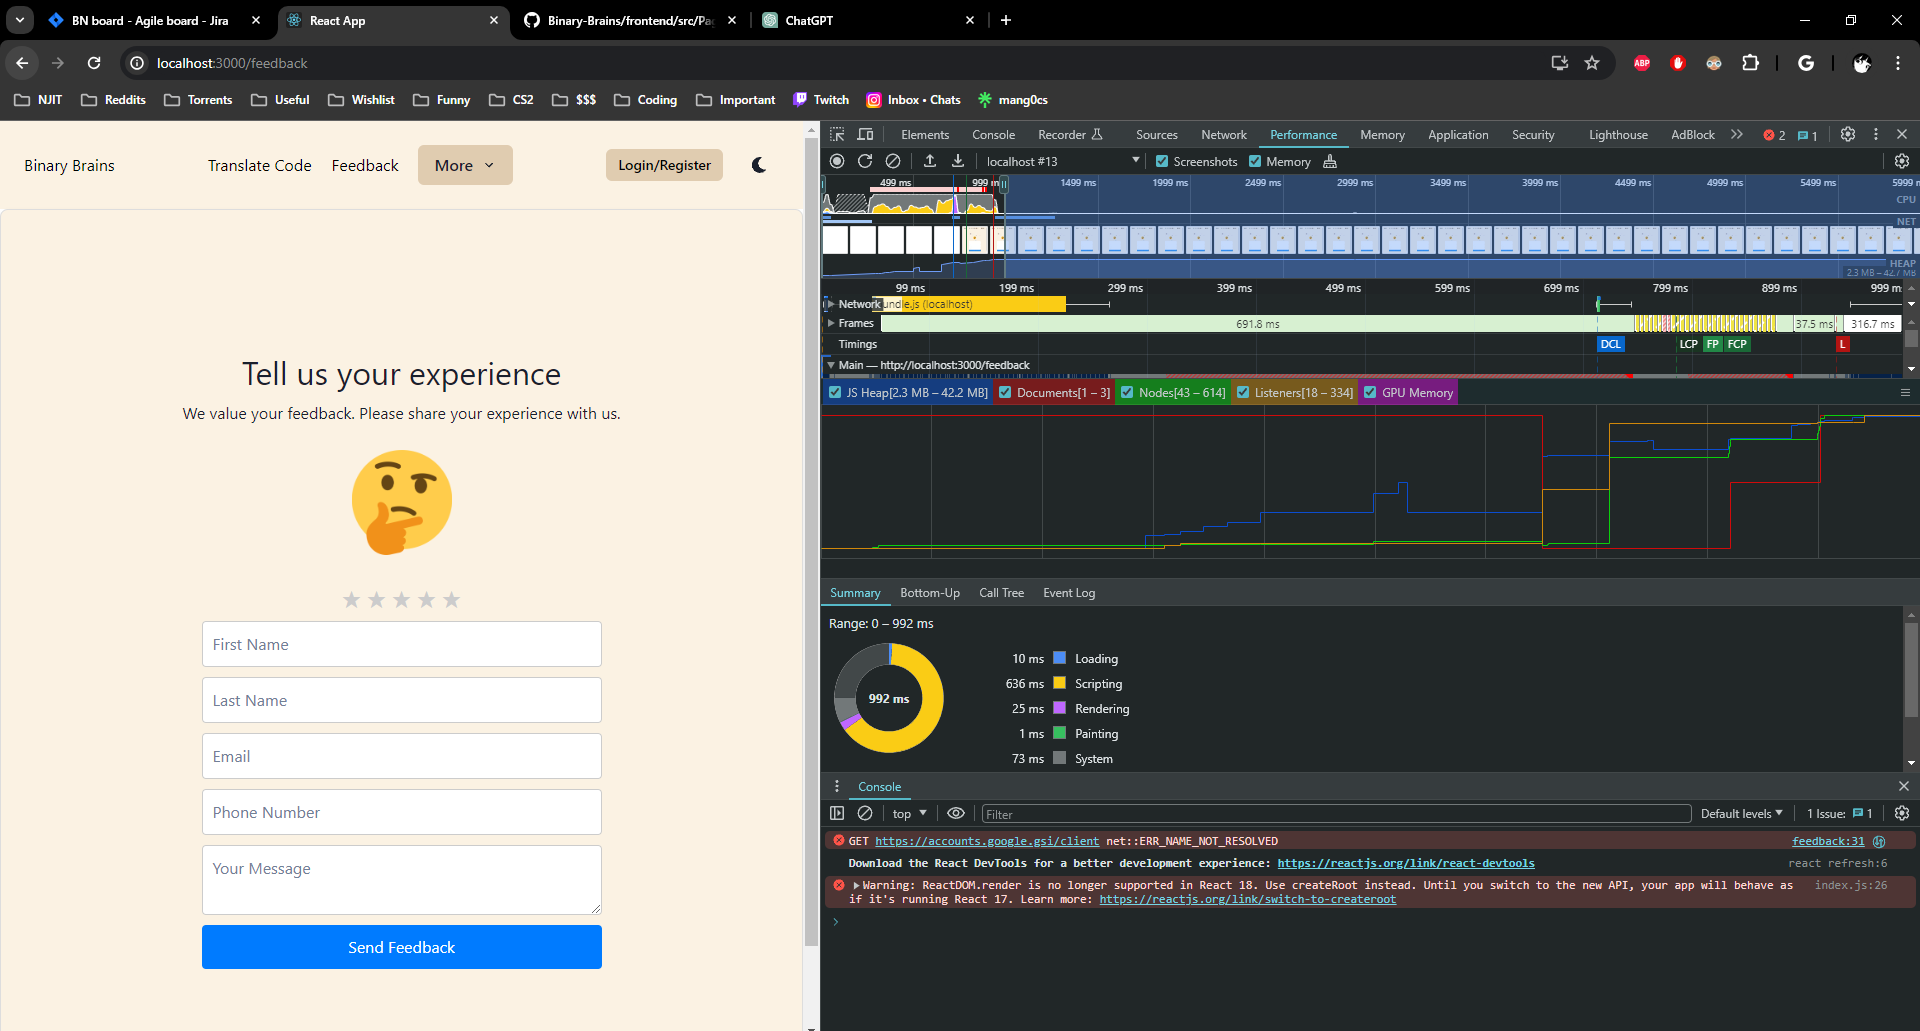 BN board - Agile board - Jira
React App
Binary-Brains/frontend/src/Pa
ChatGPT
localhost:3000/feedback
ABP
G
NJIT
Reddits
Torrents
Useful
Wishlist
Funny
CS2
$$$
Coding
Important
Twitch
Inbox • Chats
mang0cs
Binary Brains
Translate Code
Feedback
More
Login/Register
Tell us your experience
We value your feedback. Please share your experience with us.
First Name
Last Name
Email
Phone Number
Your Message
Send Feedback
Elements
Console
Recorder
Sources
Network
Performance
Memory
Application
Security
Lighthouse
AdBlock
2
1
localhost #13
Screenshots
Memory
499 ms
999 m
1499 ms
1999 ms
2499 ms
2999 ms
3499 ms
3999 ms
4499 ms
4999 ms
5499 ms
5999 m
CPU
NET
HEAP
2.3 MB – 42.7 MB
99 ms
199 ms
299 ms
399 ms
499 ms
599 ms
699 ms
799 ms
899 ms
999 m
Network
undle.js (localhost)
Frames
691.8 ms
37.5 ms
316.7 ms
Timings
DCL
LCP
FP
FCP
L
Main — http://localhost:3000/feedback
JS Heap[2.3 MB – 42.2 MB]
Documents[1 – 3]
Nodes[43 – 614]
Listeners[18 – 334]
GPU Memory
Summary
Bottom-Up
Call Tree
Event Log
Range: 0 – 992 ms
992 ms
10 ms Loading
636 ms Scripting
25 ms Rendering
1 ms Painting
73 ms System
Console
top
Filter
Default levels
1 Issue: 1
GET https://accounts.google.gsi/client net::ERR_NAME_NOT_RESOLVED
feedback:31
Download the React DevTools for a better development experience: https://reactjs.org/link/react-devtools
react refresh:6
Warning: ReactDOM.render is no longer supported in React 18. Use createRoot instead. Until you switch to the new API, your app will behave as
index.js:26
if it's running React 17. Learn more: https://reactjs.org/link/switch-to-createroot